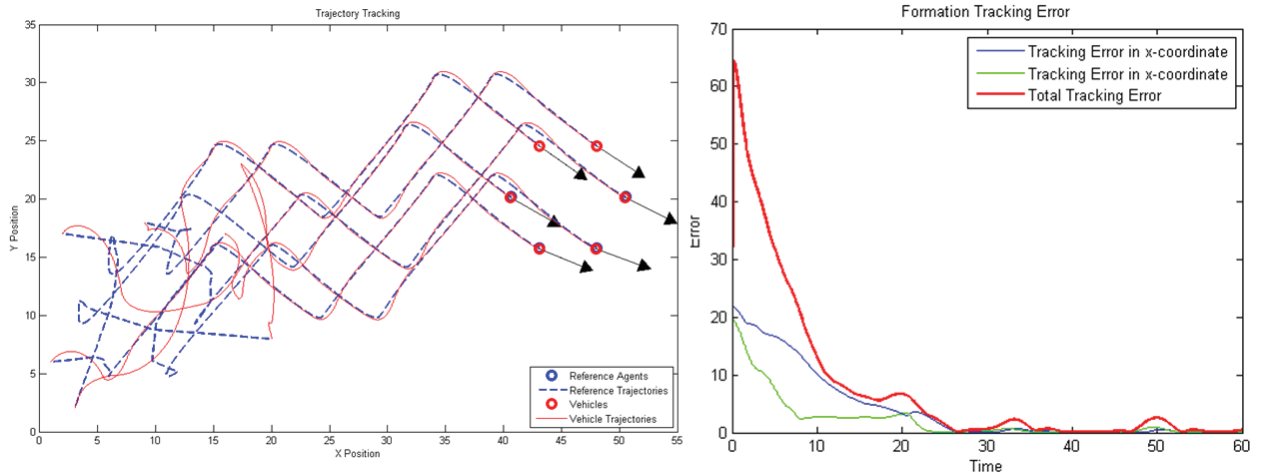 Trajectory Tracking
35
30
25
20
15
10
5
0
Y Position
0 5 10 15 20 25 30 35 40 45 50 55
X Position
Reference Agents
Reference Trajectories
Vehicles
Vehicle Trajectories
Formation Tracking Error
70
60
50
40
30
20
10
0
Error
0 10 20 30 40 50 60
Time
Tracking Error in x-coordinate
Tracking Error in x-coordinate
Total Tracking Error